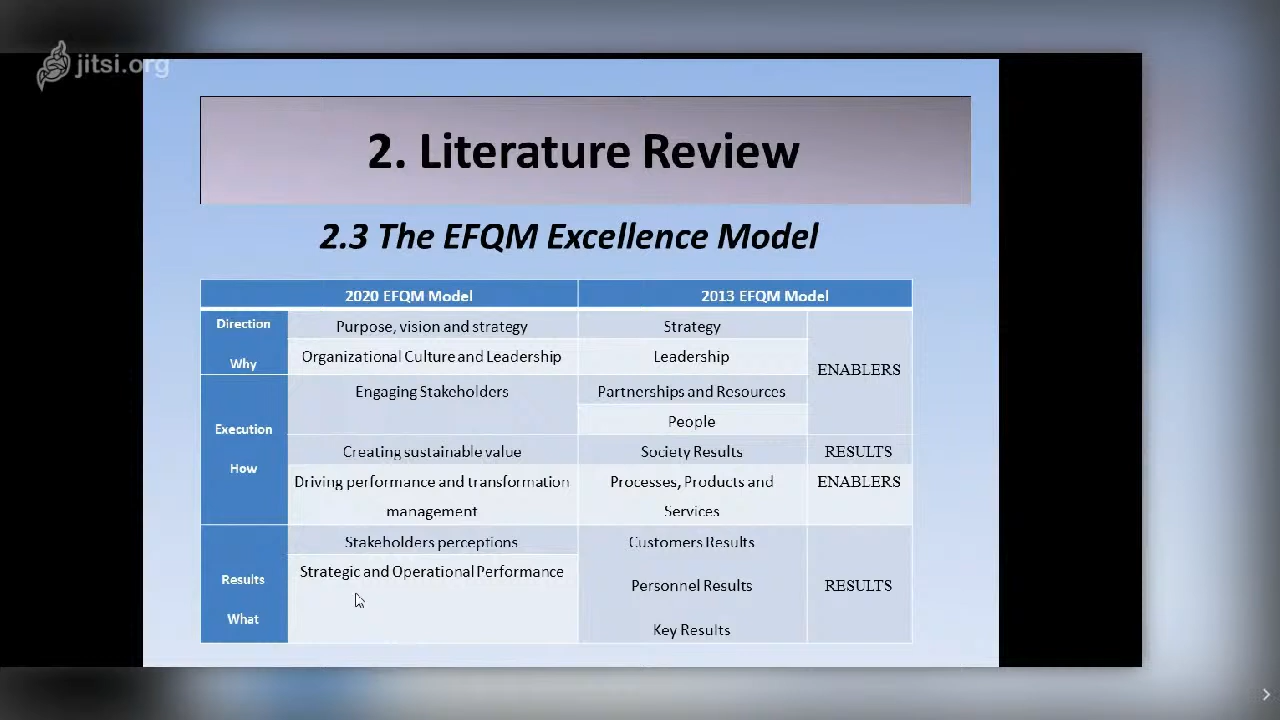 jitsi.org
2. Literature Review
2.3 The EFQM Excellence Model
2020 EFQM Model
2013 EFQM Model
Direction
Why
Purpose, vision and strategy
Strategy
ENABLERS
Organizational Culture and Leadership
Leadership
Execution
How
Engaging Stakeholders
Partnerships and Resources
People
Creating sustainable value
Society Results
RESULTS
Driving performance and transformation
management
Processes, Products and
Services
ENABLERS
Results
What
Stakeholders perceptions
Strategic and Operational Performance
Customers Results
Personnel Results
Key Results
RESULTS